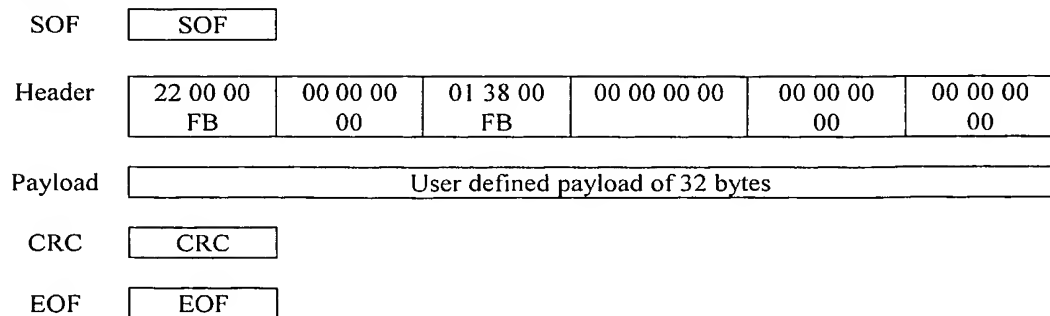 SOF SOF
Header 22 00 00 00 00 00 01 38 00 00 00 00 00 00 00 00 00 00 00
FB 00 FB 00 00
Payload User defined payload of 32 bytes
CRC CRC
EOF EOF